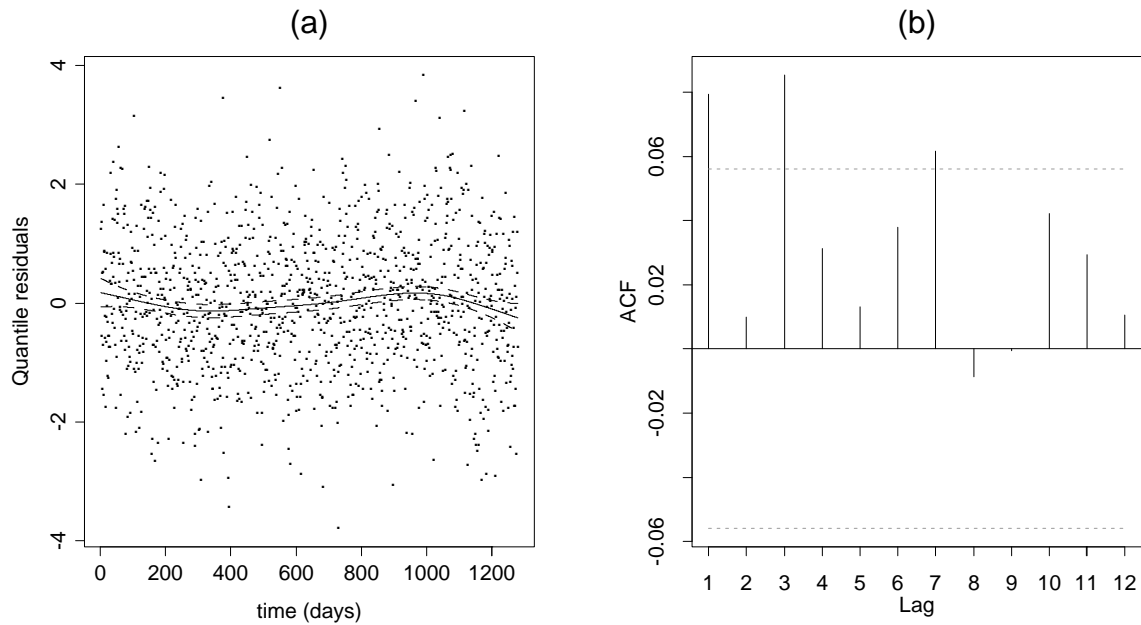 (a)
Quantile residuals
4
2
0
-2
-4
0 200 400 600 800 1000 1200
time (days)
(b)
ACF
0.06
0.02
-0.02
-0.06
1 2 3 4 5 6 7 8 9 10 11 12
Lag